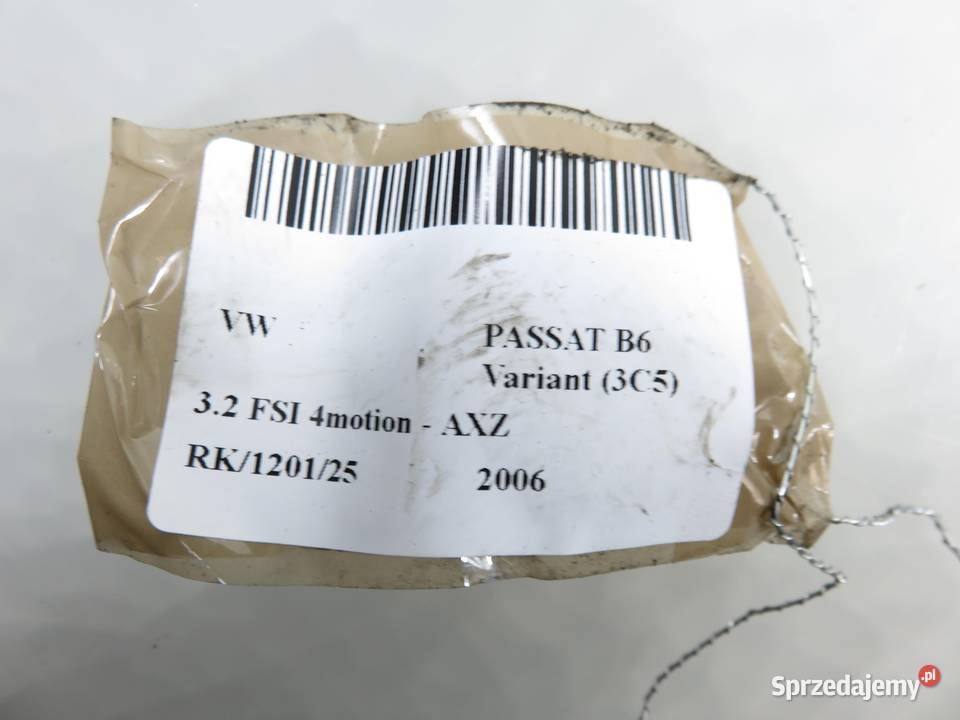 VW
PASSAT B6
Variant (3C5)
3.2 FSI 4motion - AXZ
RK/1201/25 2006
Sprzedajemy.pl